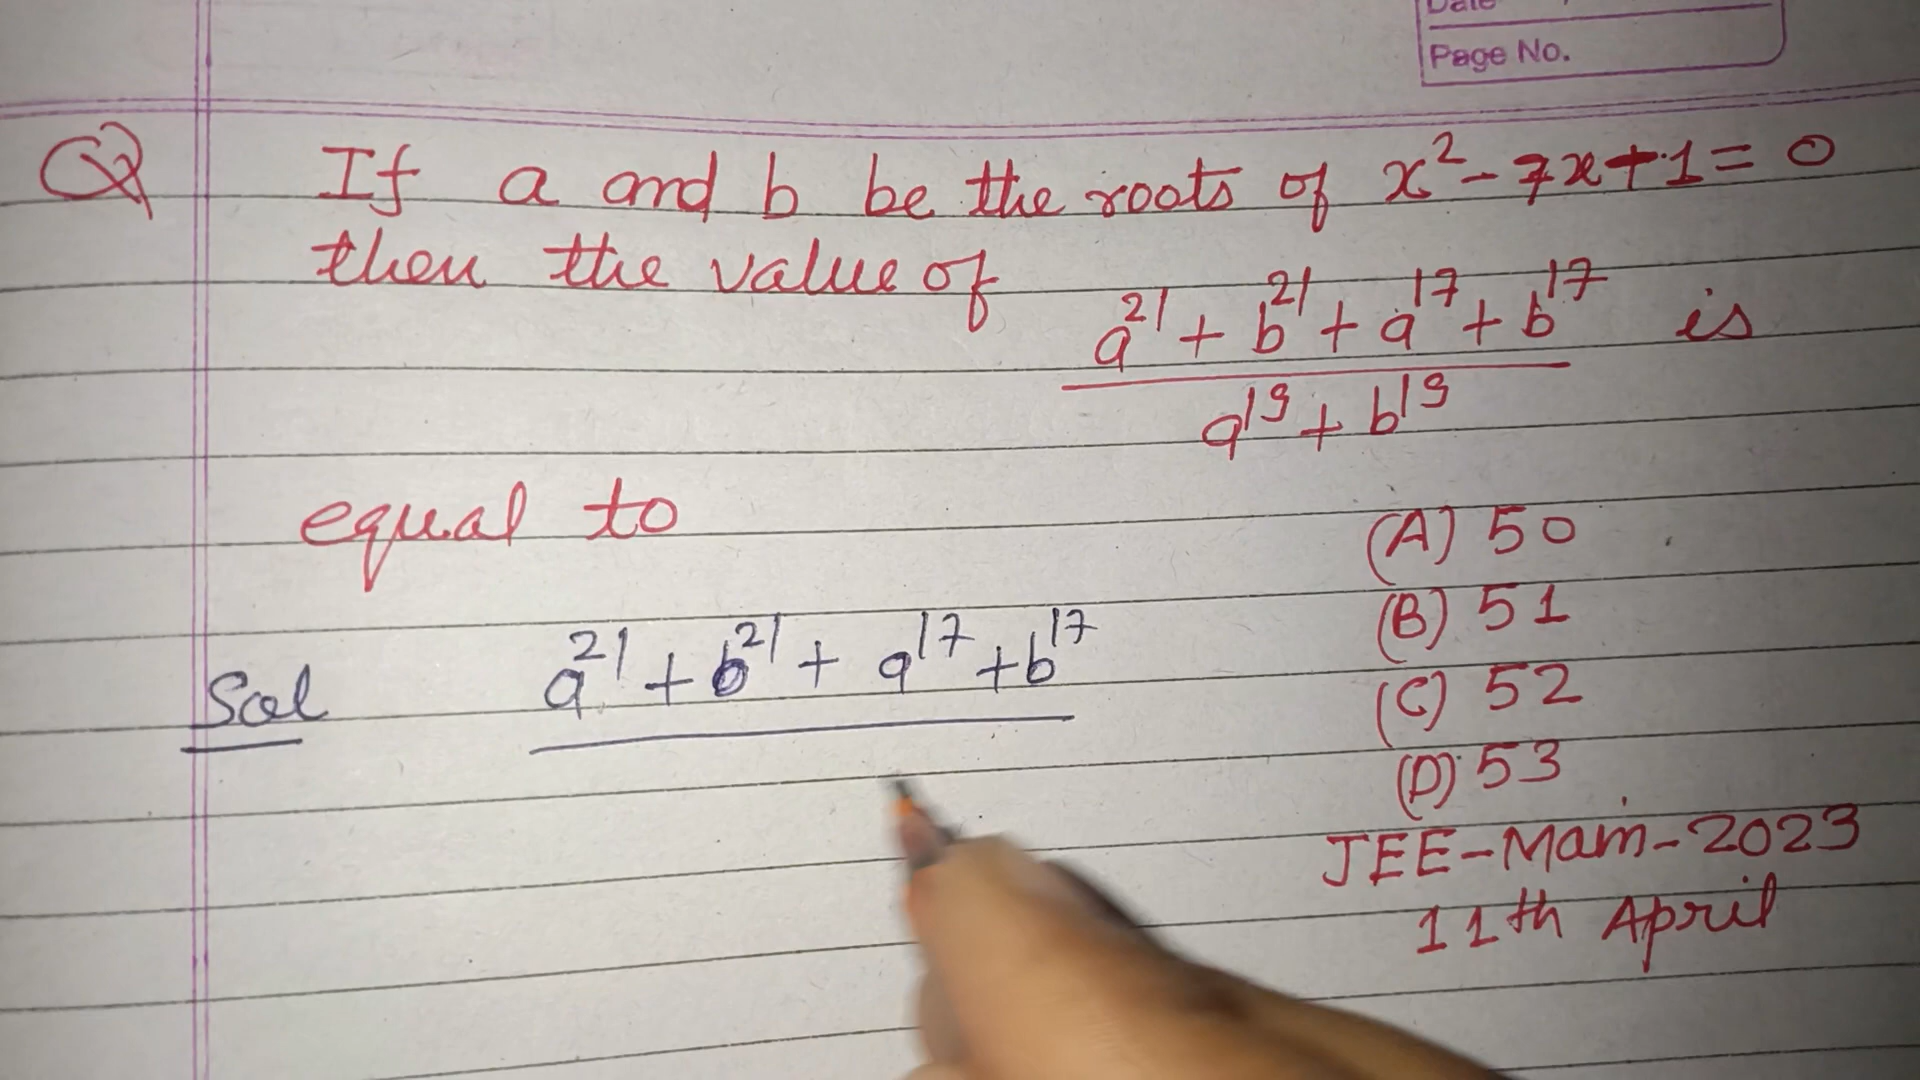 Date
Page No.
Q If a and b be the roots of x² - 7x + 1 = 0
then the value of
a²¹ + b²¹ + a¹⁷ + b¹⁷ is
a¹⁹ + b¹⁹
equal to
(A) 50
(B) 51
(C) 52
(D) 53
Sol a²¹ + b²¹ + a¹⁷ + b¹⁷
JEE-Main-2023
11th April